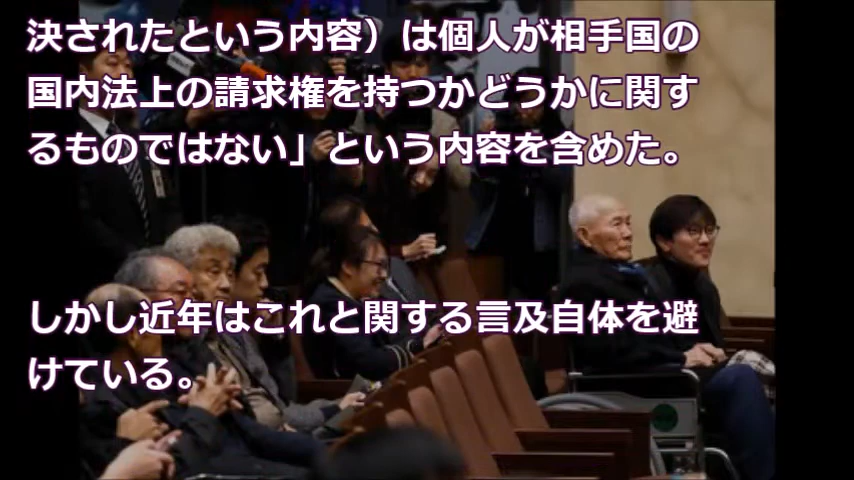 決されたという内容）は個人が相手国の
国内法上の請求権を持つかどうかに関す
るものではない」という内容を含めた。
しかし近年はこれと関する言及自体を避
けている。